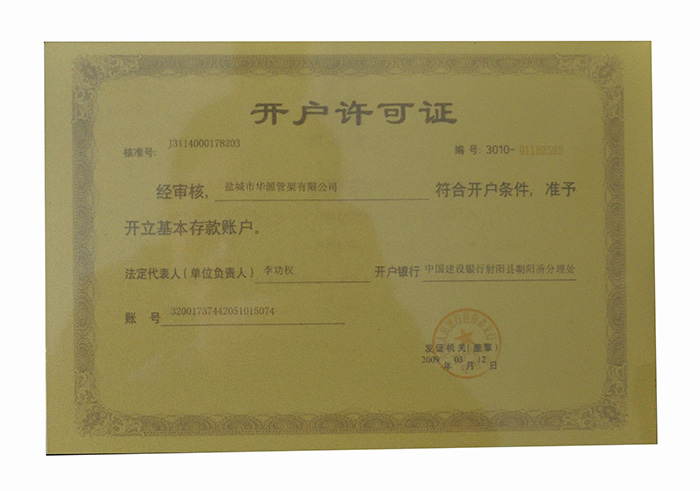 开户许可证
核准号: J3114000178203 编号: 3010-01180593
经审核, 盐城市华源管架有限公司 符合开户条件, 准予
开立基本存款账户。
法定代表人(单位负责人) 李功权 开户银行 中国建设银行射阳县朝阳桥分理处
账 号 32001737442051015074
发证机关(盖章)
2009 年 03 月 12 日